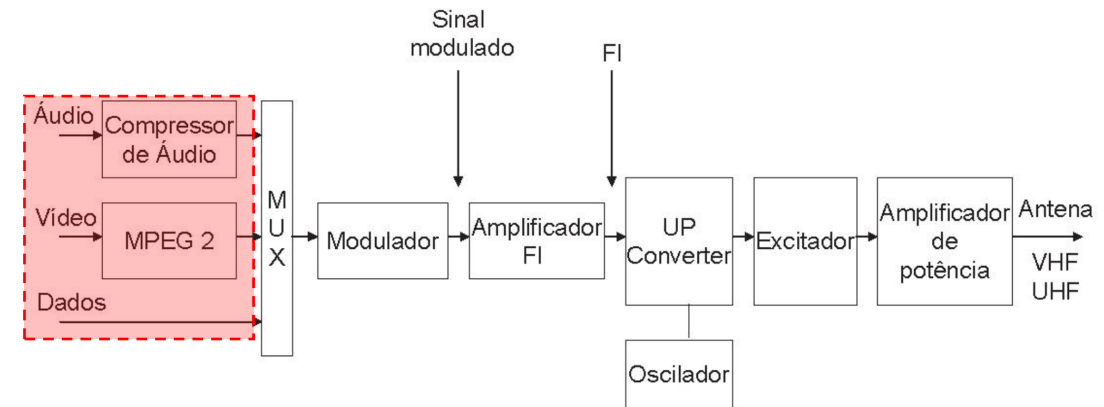 Sinal
modulado
FI
Áudio
Compressor
de Áudio
Vídeo
MPEG 2
Dados
M
U
X
Modulador
Amplificador
FI
UP
Converter
Oscilador
Excitador
Amplificador
de
potência
Antena
VHF
UHF